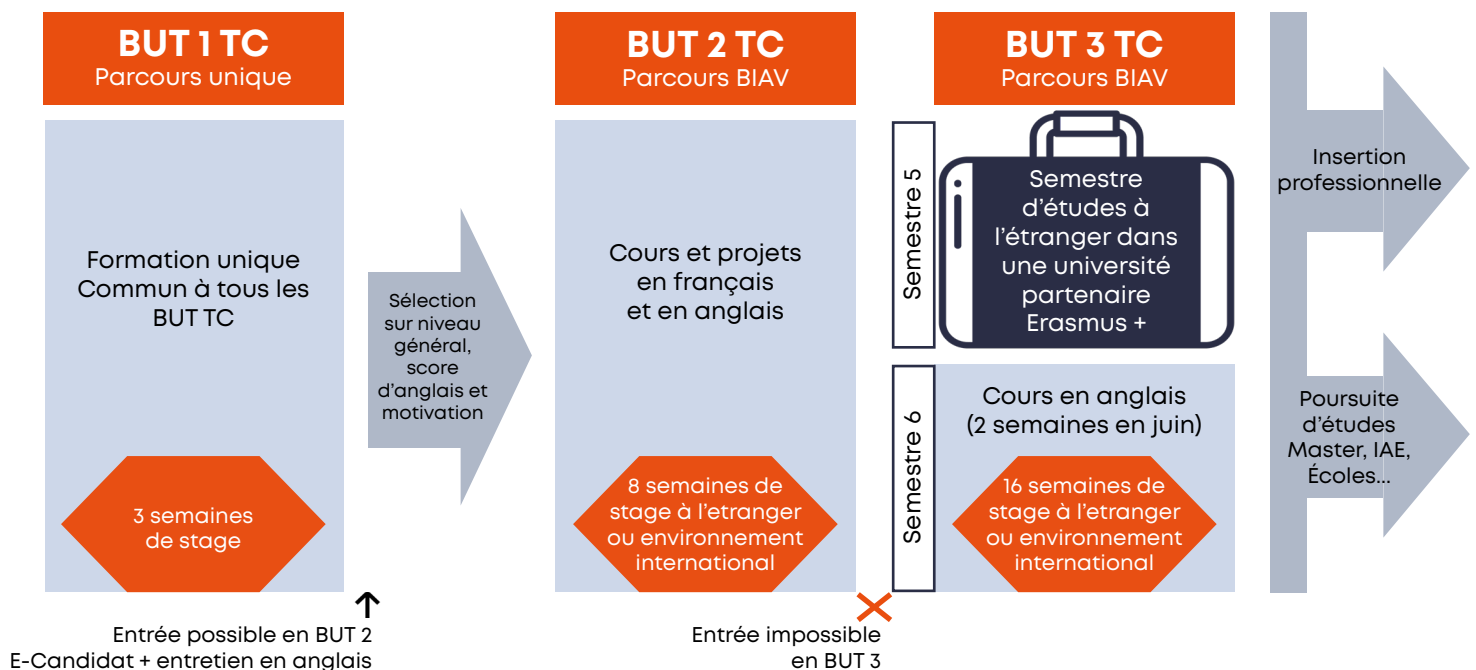 BUT 1 TC
Parcours unique
Formation unique
Commun à tous les
BUT TC
3 semaines
de stage
Entrée possible en BUT 2
E-Candidat + entretien en anglais
Sélection
sur niveau
général,
score
d'anglais et
motivation
BUT 2 TC
Parcours BIAV
Cours et projets
en français
et en anglais
8 semaines de
stage à l'etranger
ou environnement
international
Entrée impossible
en BUT 3
BUT 3 TC
Parcours BIAV
Semestre 5
Semestre
d'études à
l'étranger dans
une université
partenaire
Erasmus +
Semestre 6
Cours en anglais
(2 semaines en juin)
16 semaines de
stage à l'etranger
ou environnement
international
Insertion
professionnelle
Poursuite
d'études
Master, IAE,
Écoles...